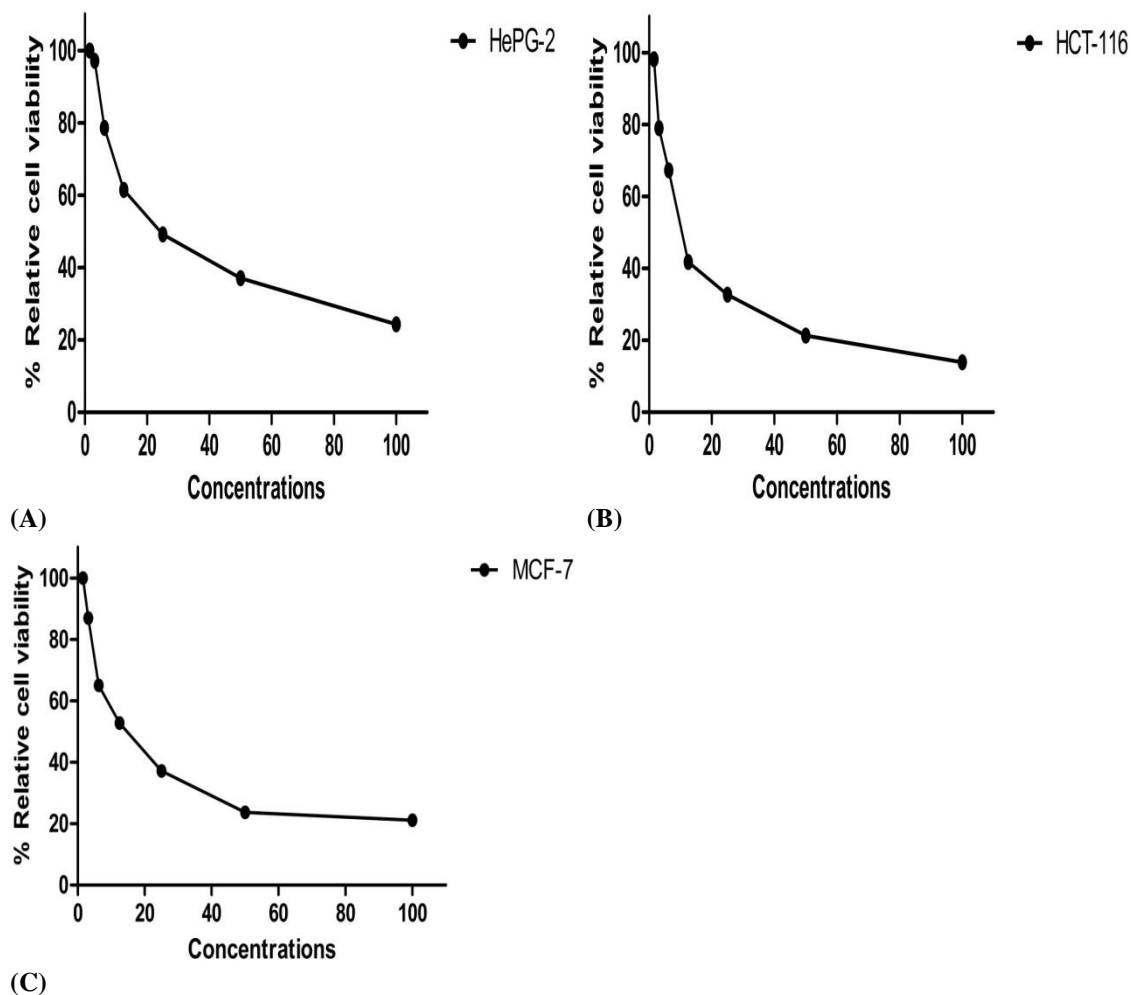 HePG-2
% Relative cell viability
100
80
60
40
20
0
0 20 40 60 80 100
Concentrations
(A)
HCT-116
% Relative cell viability
100
80
60
40
20
0
0 20 40 60 80 100
Concentrations
(B)
MCF-7
% Relative cell viability
100
80
60
40
20
0
0 20 40 60 80 100
Concentrations
(C)